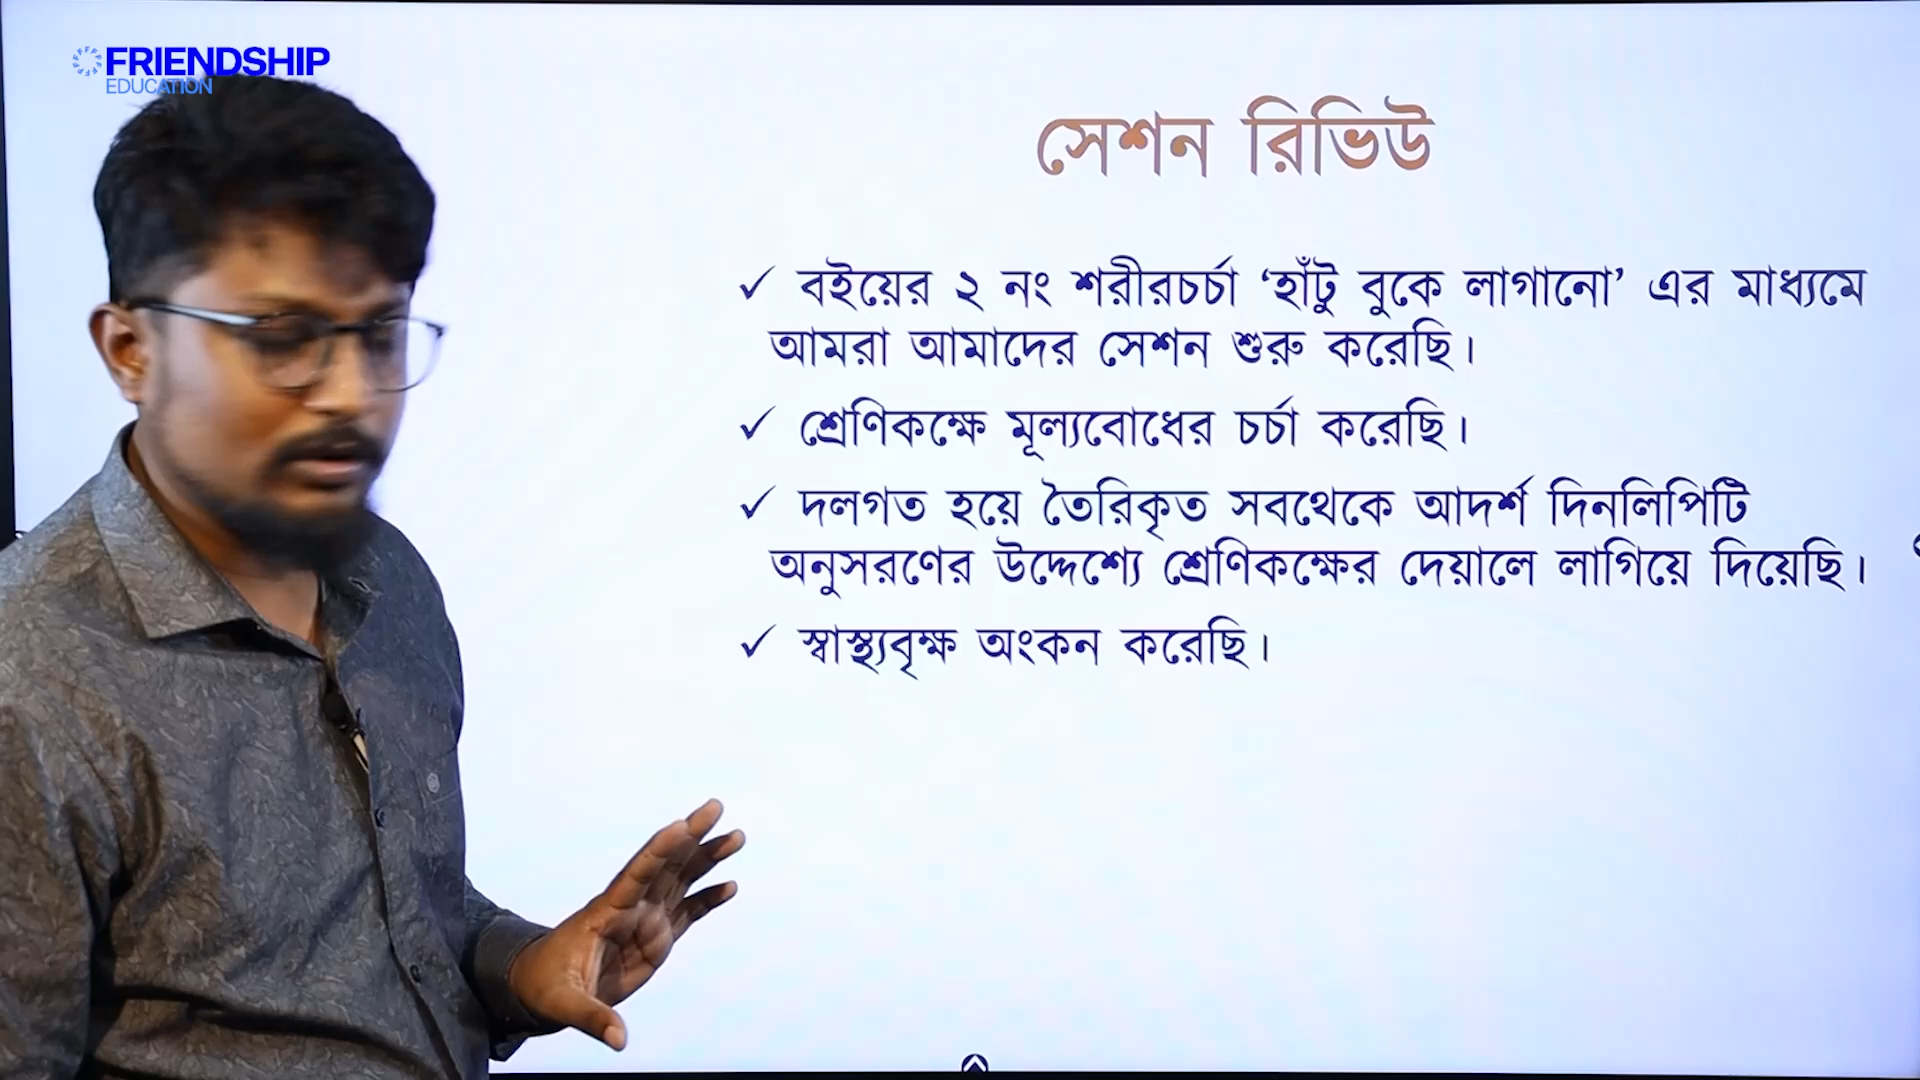 FRIENDSHIP
EDUCATION
সেশন রিভিউ
✓ বইয়ের ২ নং শরীরচর্চা ‘হাঁটু বুকে লাগানো’ এর মাধ্যমে
আমরা আমাদের সেশন শুরু করেছি।
✓ শ্রেণিকক্ষে মূল্যবোধের চর্চা করেছি।
✓ দলগত হয়ে তৈরিকৃত সবথেকে আদর্শ দিনলিপিটি
অনুসরণের উদ্দেশ্যে শ্রেণিকক্ষের দেয়ালে লাগিয়ে দিয়েছি।
✓ স্বাস্থ্যবৃক্ষ অংকন করেছি।